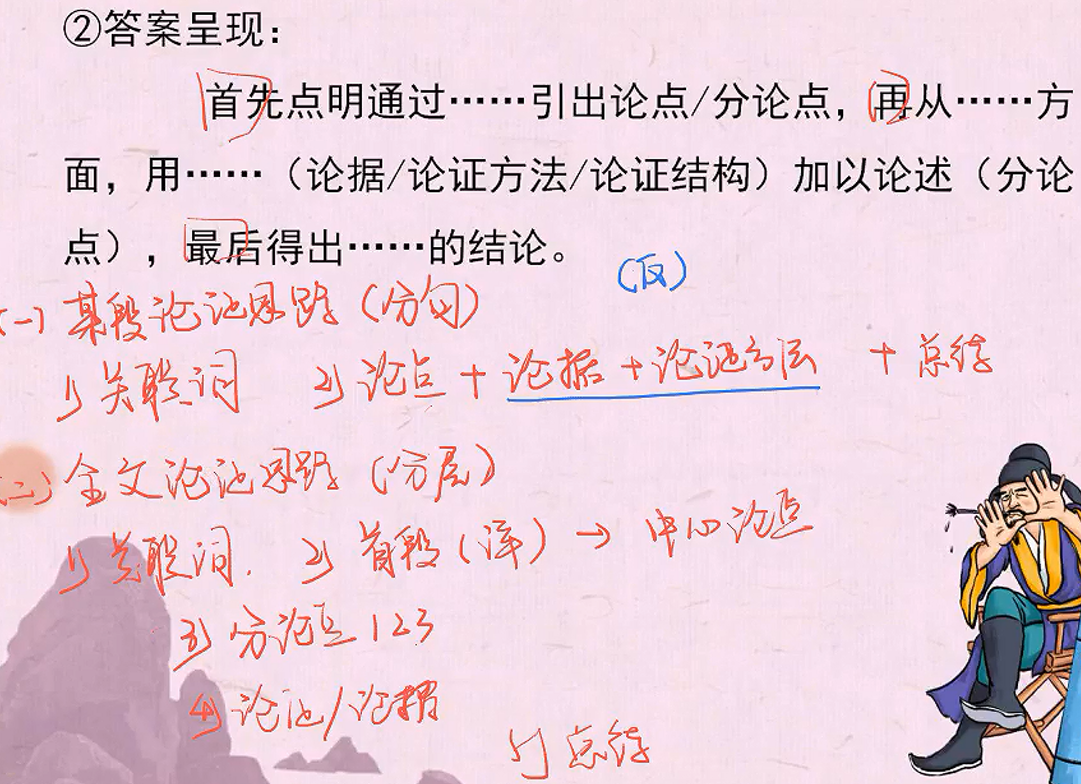 ②答案呈现：
首先点明通过……引出论点/分论点，再从……方
面，用……（论据/论证方法/论证结构）加以论述（分论
点），最后得出……的结论。
（反）
(一) 某段论证思路（分句）
1) 关联词 2) 论点 + 论据 + 论证方法 + 总结
(二) 全文论证思路（分层）
1) 关联词. 2) 首段（详）→ 中心论点
3) 分论点 123
4) 论证/论据
5) 总结